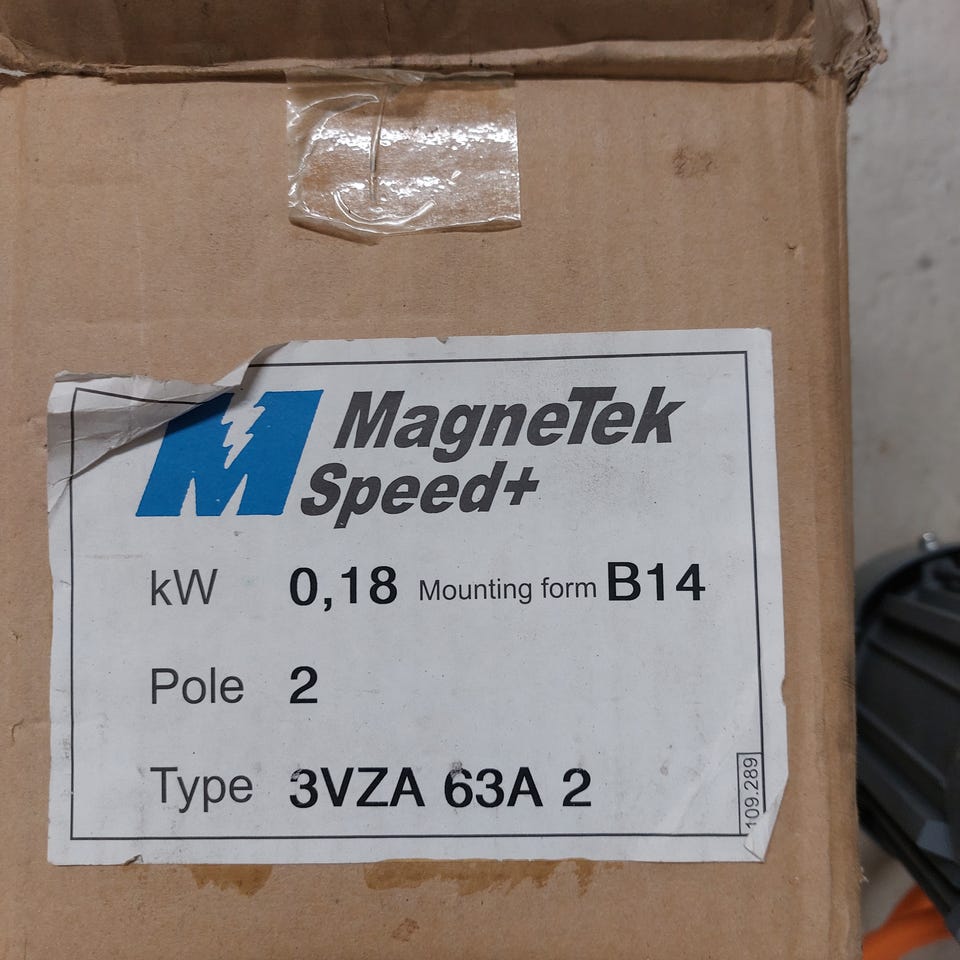 MagneTek
Speed+
kW 0,18 Mounting form B14
Pole 2
Type 3VZA 63A 2
109.289